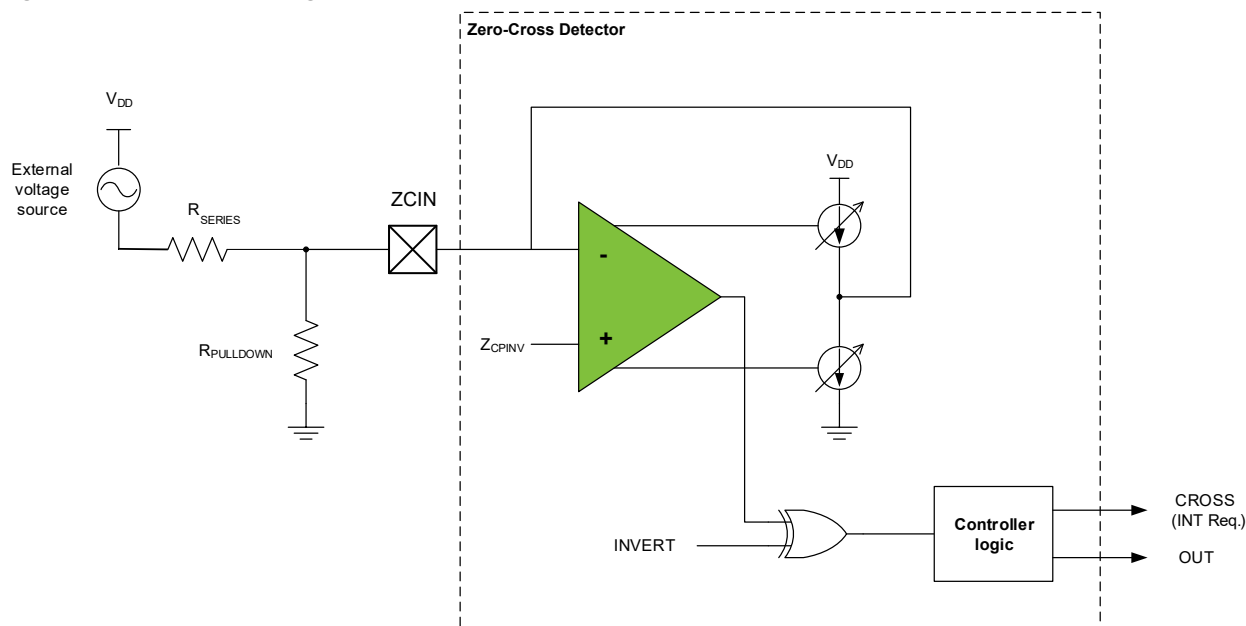 Zero-Cross Detector
VDD
External
voltage
source
RSERIES
ZCIN
VDD
-
+
ZCPINV
RPULLDOWN
INVERT
Controller
logic
CROSS
(INT Req.)
OUT